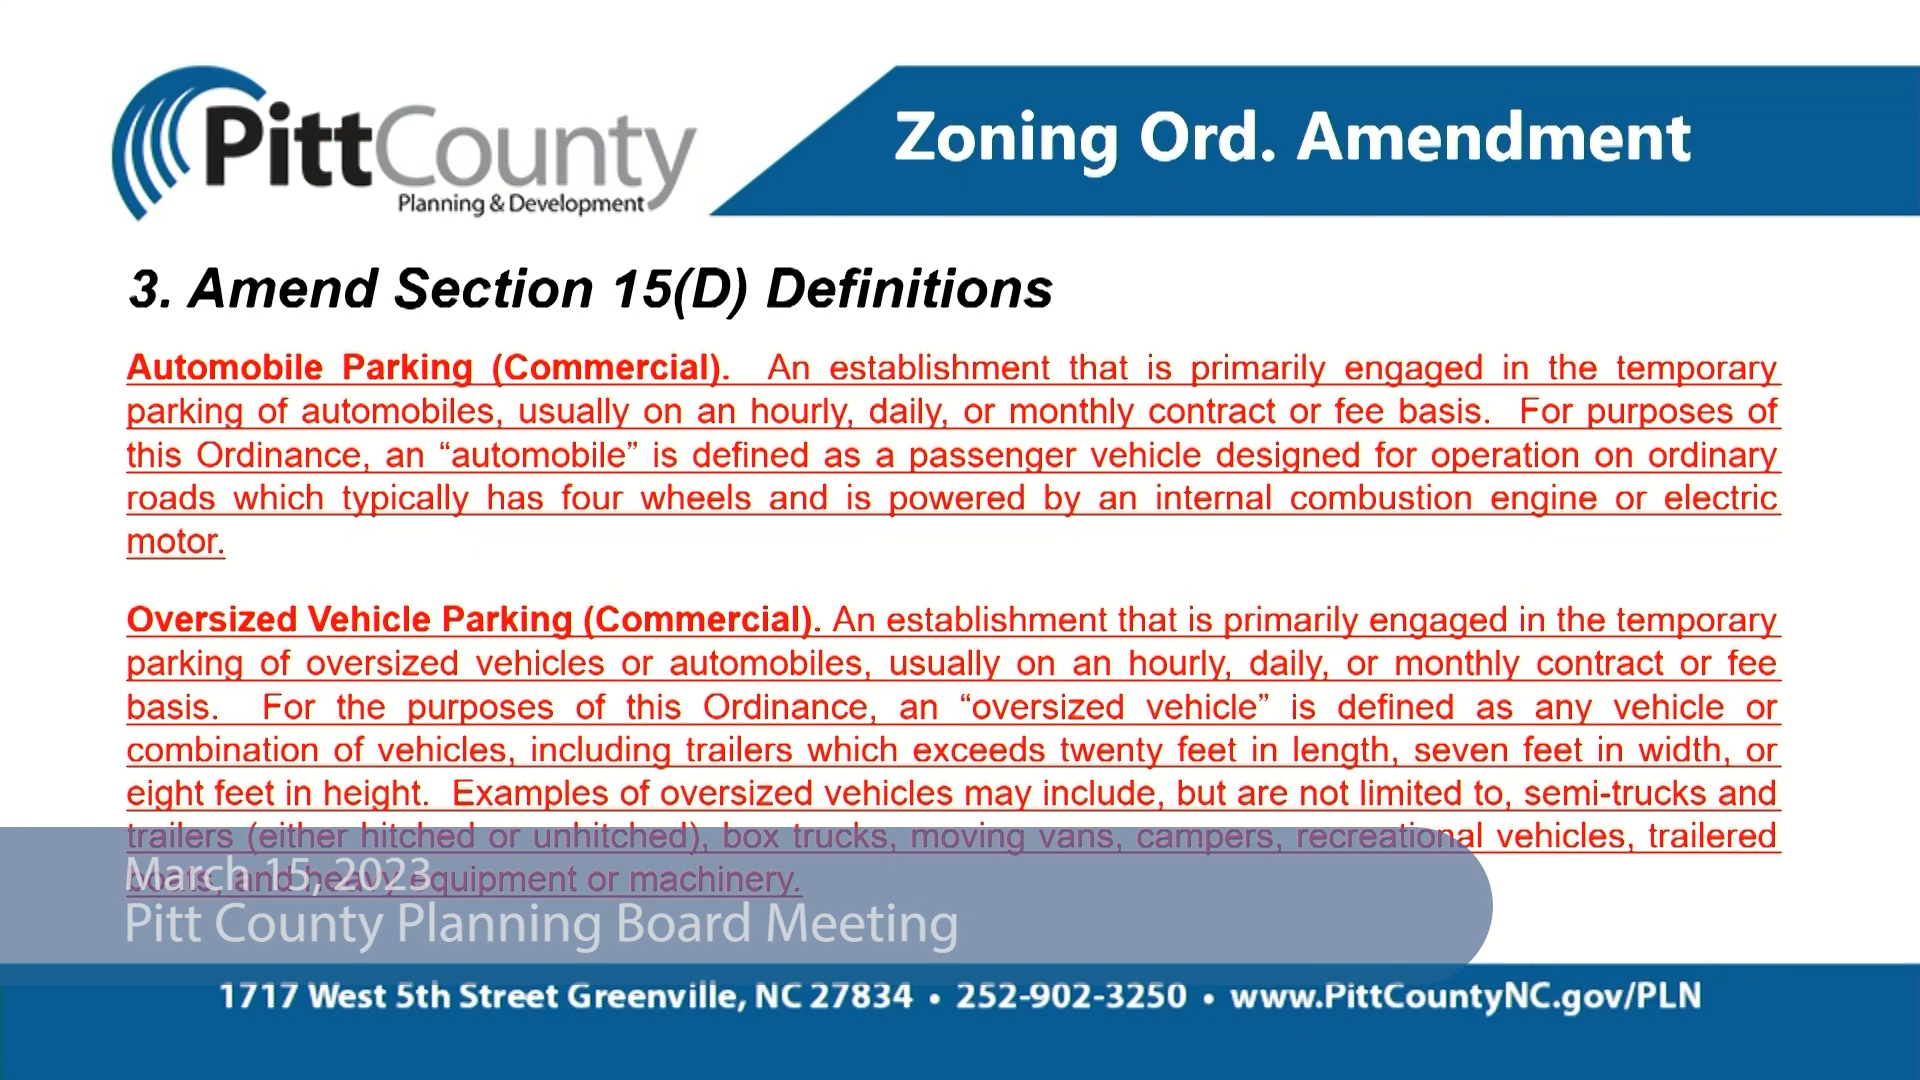 PittCounty
Planning & Development
Zoning Ord. Amendment
3. Amend Section 15(D) Definitions
Automobile Parking (Commercial). An establishment that is primarily engaged in the temporary
parking of automobiles, usually on an hourly, daily, or monthly contract or fee basis. For purposes of
this Ordinance, an “automobile” is defined as a passenger vehicle designed for operation on ordinary
roads which typically has four wheels and is powered by an internal combustion engine or electric
motor.
Oversized Vehicle Parking (Commercial). An establishment that is primarily engaged in the temporary
parking of oversized vehicles or automobiles, usually on an hourly, daily, or monthly contract or fee
basis. For the purposes of this Ordinance, an “oversized vehicle” is defined as any vehicle or
combination of vehicles, including trailers which exceeds twenty feet in length, seven feet in width, or
eight feet in height. Examples of oversized vehicles may include, but are not limited to, semi-trucks and
trailers (either hitched or unhitched), box trucks, moving vans, campers, recreational vehicles, trailered
boats, and heavy equipment or machinery.
March 15, 2023
Pitt County Planning Board Meeting
1717 West 5th Street Greenville, NC 27834 • 252-902-3250 • www.PittCountyNC.gov/PLN